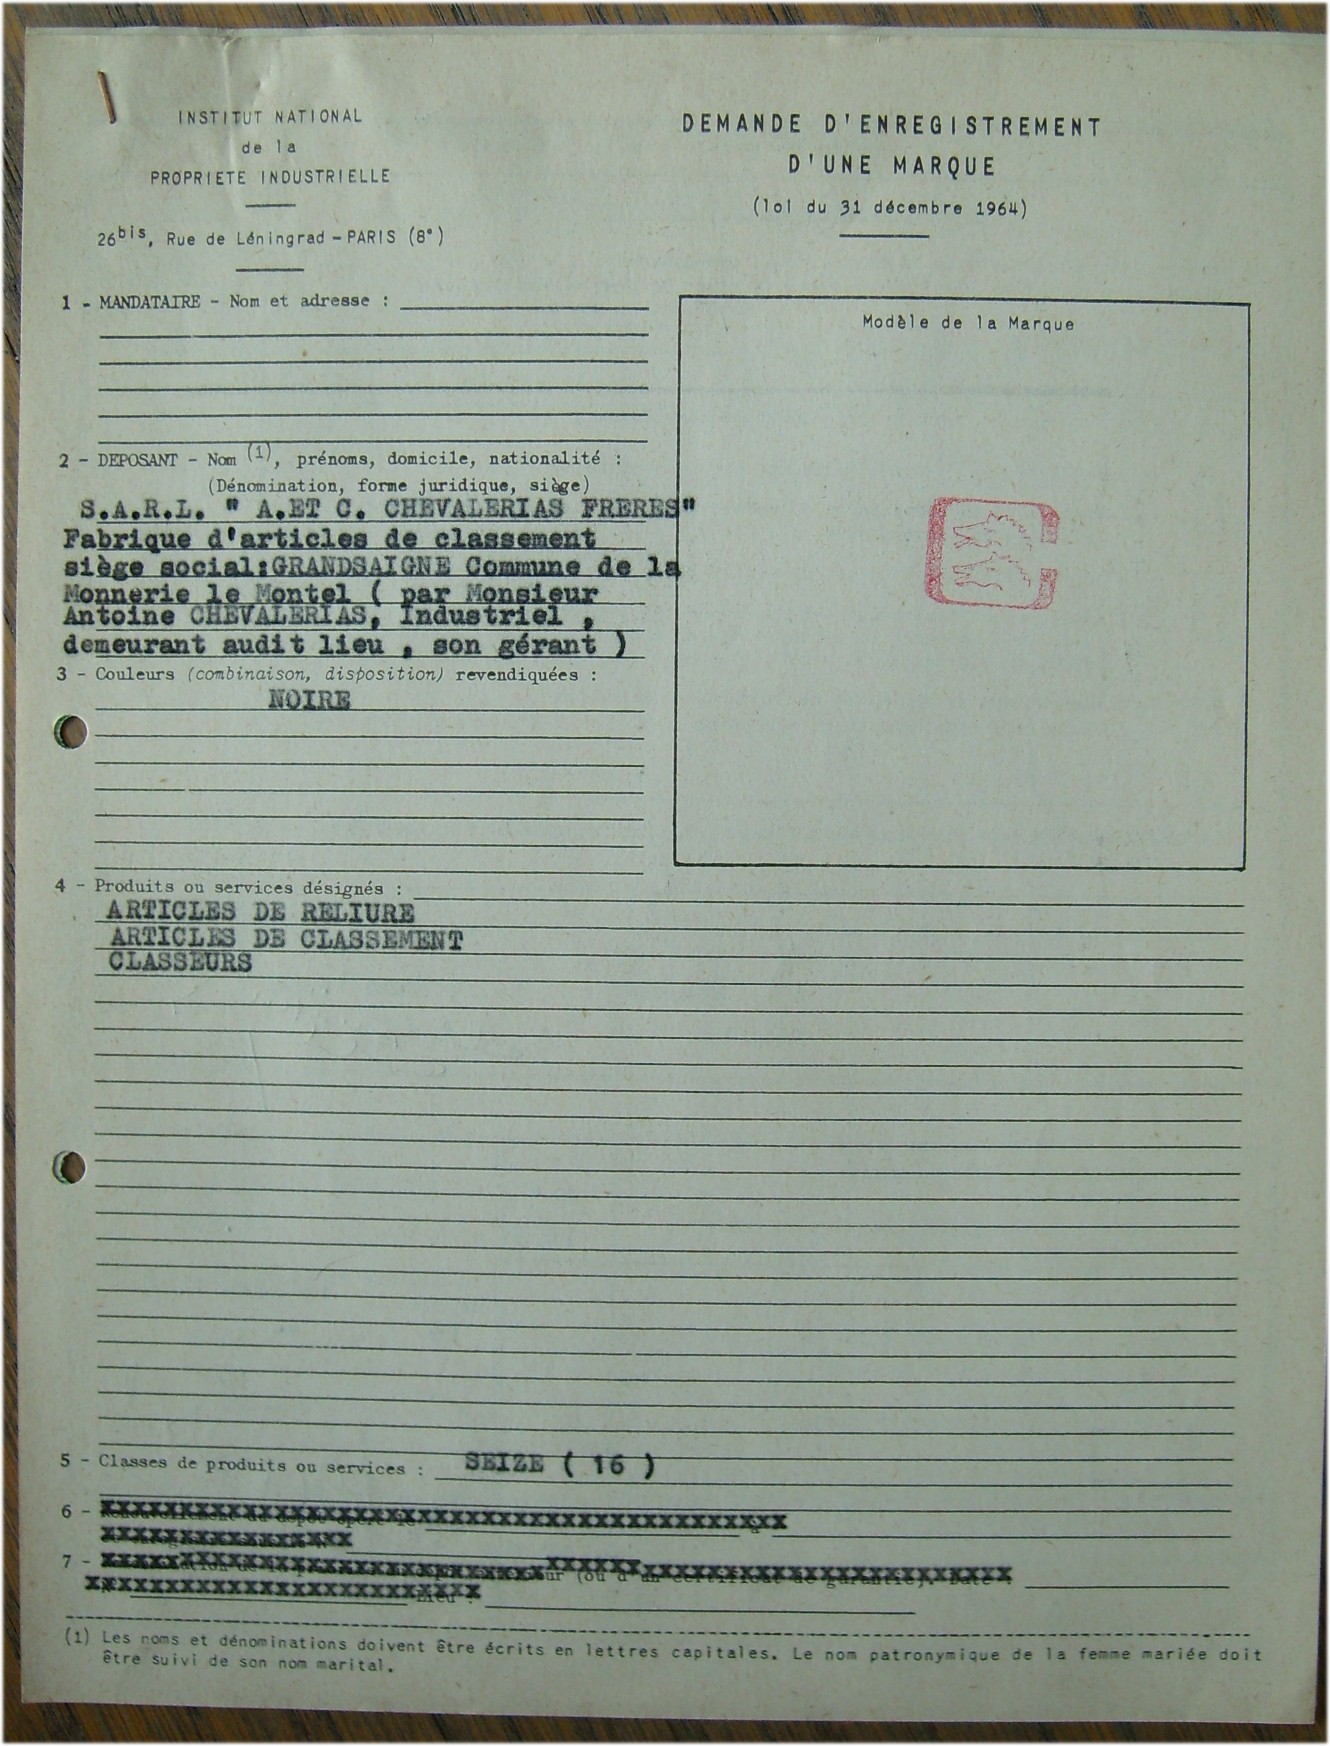 INSTITUT NATIONAL
de la
PROPRIETE INDUSTRIELLE
26bis, Rue de Léningrad - PARIS (8e)
DEMANDE D'ENREGISTREMENT
D'UNE MARQUE
(loi du 31 décembre 1964)
1 - MANDATAIRE - Nom et adresse :
Modèle de la Marque
2 - DEPOSANT - Nom (1), prénoms, domicile, nationalité :
(Dénomination, forme juridique, siège)
S.A.R.L. " A.ET C. CHEVALERIAS FRERES"
Fabrique d'articles de classement
siège social:GRANDSAIGNE Commune de la
Monnerie le Montel ( par Monsieur
Antoine CHEVALERIAS, Industriel ,
demeurant audit lieu , son gérant )
3 - Couleurs (combinaison, disposition) revendiquées :
NOIRE
4 - Produits ou services désignés :
ARTICLES DE RELIURE
ARTICLES DE CLASSEMENT
CLASSEURS
5 - Classes de produits ou services : SEIZE ( 16 )
6 -
7 -
(1) Les noms et dénominations doivent être écrits en lettres capitales. Le nom patronymique de la femme mariée doit
être suivi de son nom marital.